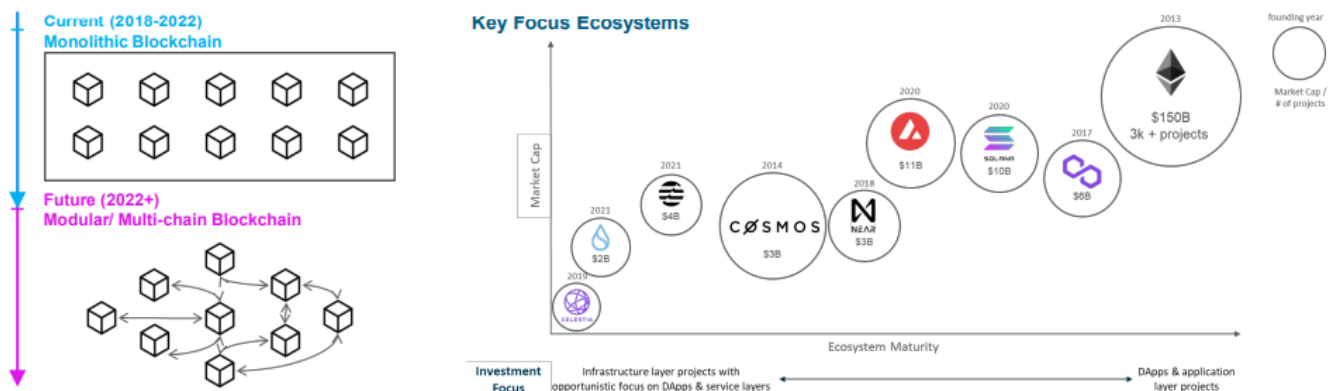 Current (2018-2022)
Monolithic Blockchain
Future (2022+)
Modular/ Multi-chain Blockchain
Key Focus Ecosystems
Market Cap
2019
CELESTIA
2021
$2B
2021
$4B
2014
COSMOS
$3B
2018
NEAR
$3B
2020
$11B
2020
SOLANA
$10B
2017
$6B
2013
$150B
3k + projects
founding year
Market Cap /
# of projects
Ecosystem Maturity
Investment
Focus
Infrastructure layer projects with
opportunistic focus on DApps & service layers
DApps & application
layer projects